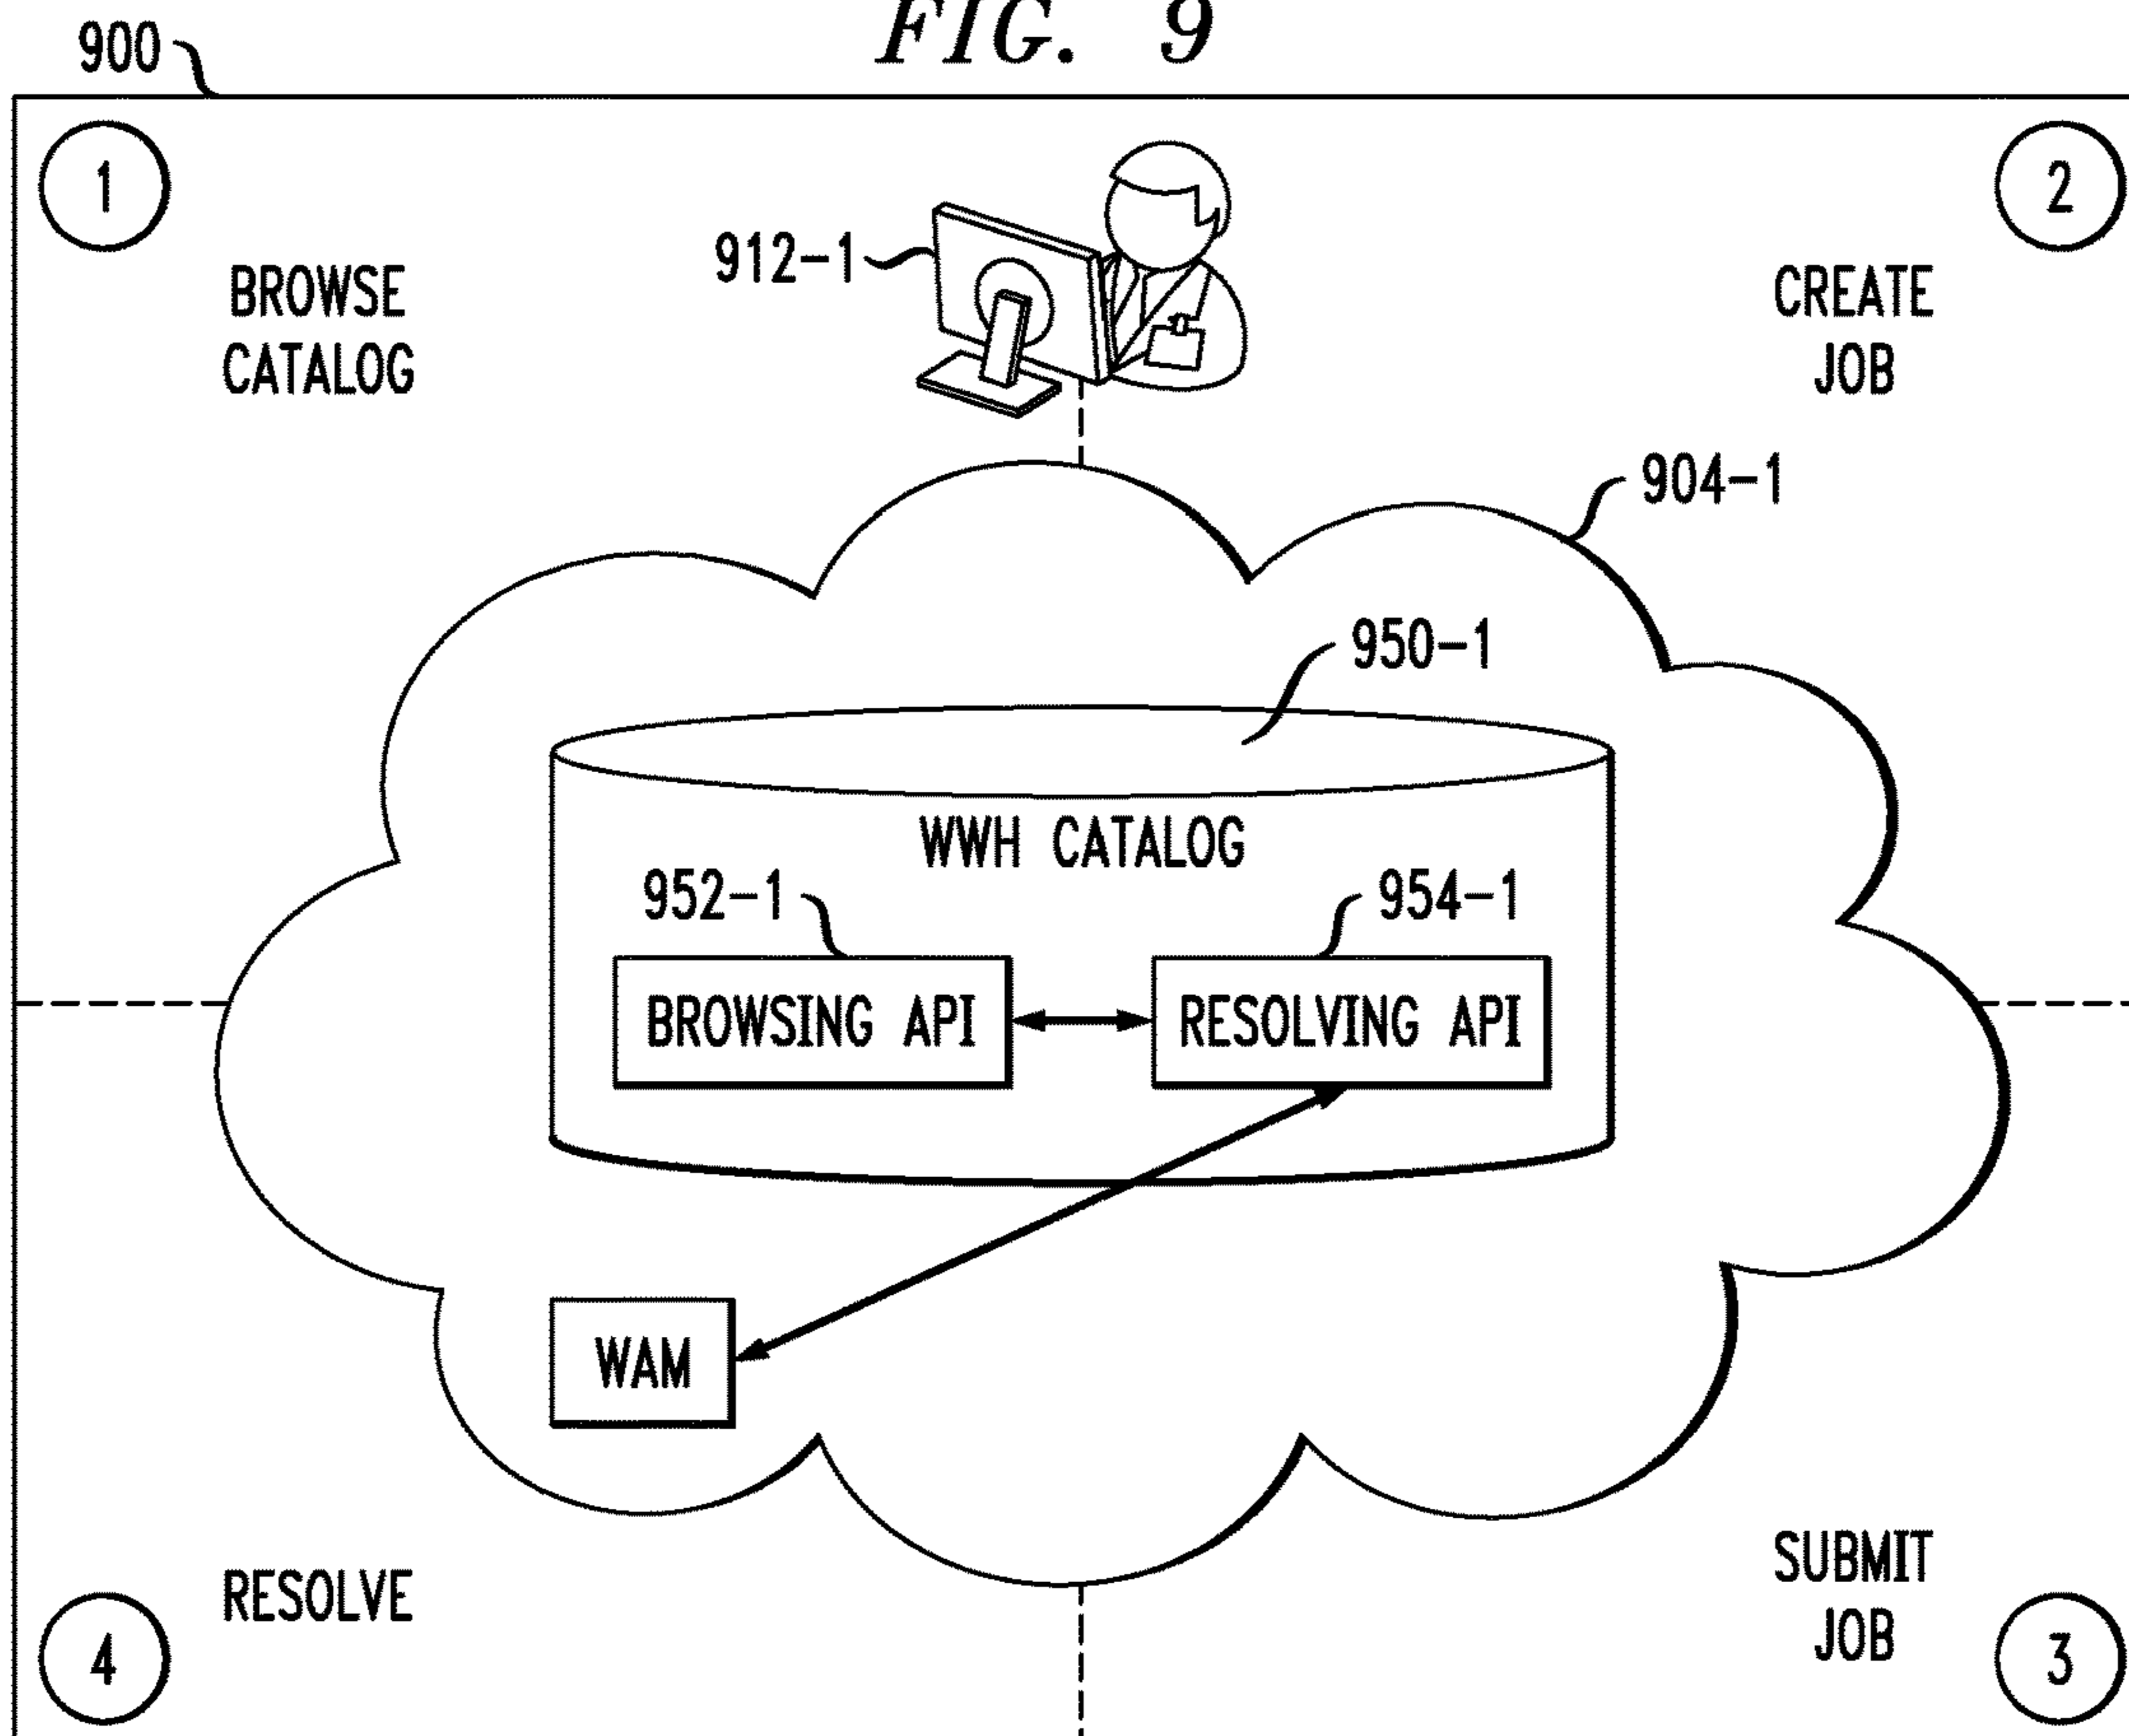 FIG. 9
900
1
2
912-1
BROWSE
CATALOG
CREATE
JOB
904-1
950-1
WWH CATALOG
952-1
954-1
BROWSING API
RESOLVING API
WAM
RESOLVE
SUBMIT
JOB
4
3